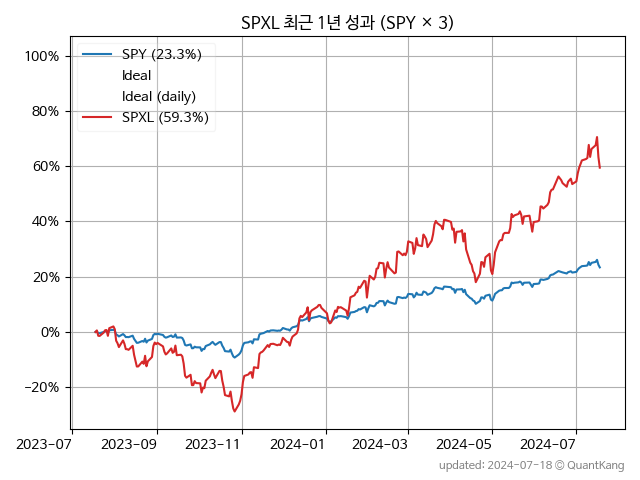 SPXL 최근 1년 성과 (SPY × 3)
100%
80%
60%
40%
20%
0%
−20%
SPY (23.3%)
Ideal
Ideal (daily)
SPXL (59.3%)
2023−07
2023−09
2023−11
2024−01
2024−03
2024−05
2024−07
updated: 2024-07-18 © QuantKang